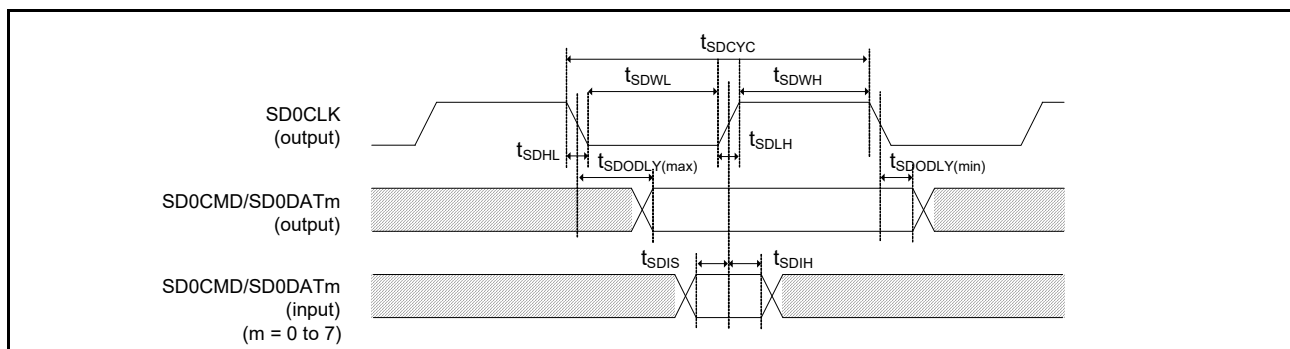 tSDCYC
tSDWL
tSDWH
SD0CLK
(output)
tSDHL
tSDLH
tSDODLY(max)
tSDODLY(min)
SD0CMD/SD0DATm
(output)
tSDIS
tSDIH
SD0CMD/SD0DATm
(input)
(m = 0 to 7)